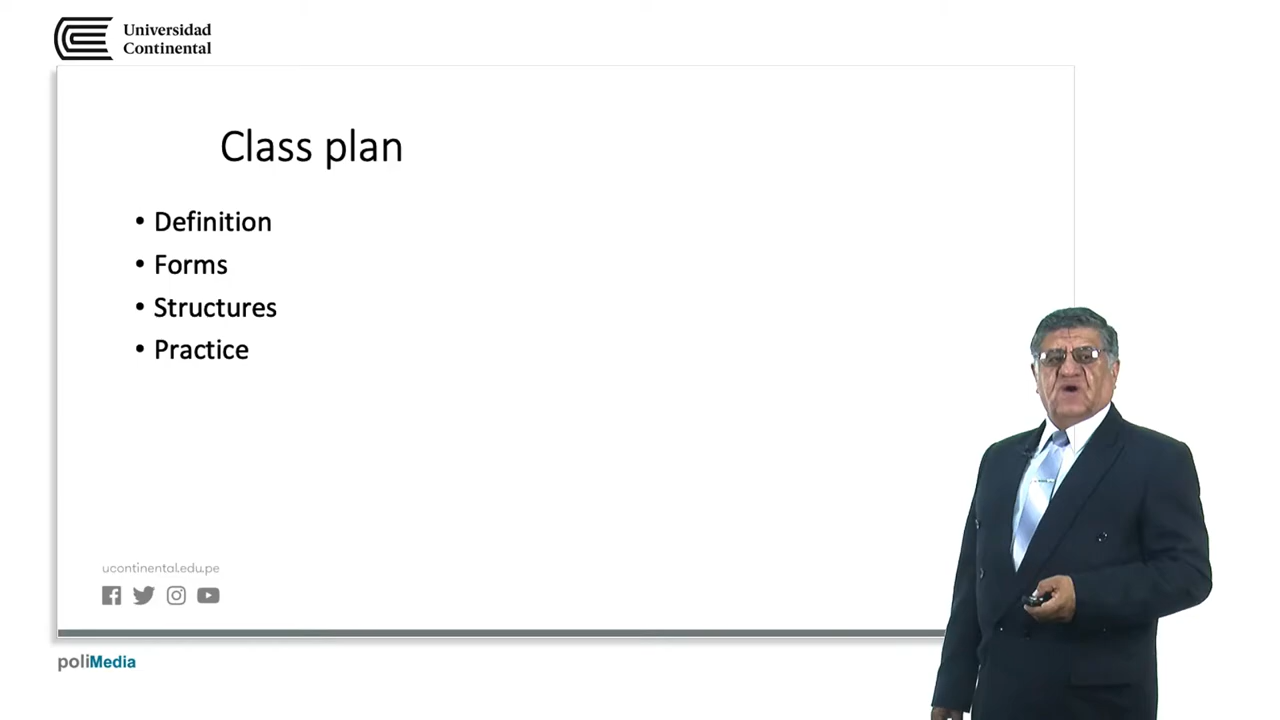 Universidad
Continental
Class plan
• Definition
• Forms
• Structures
• Practice
ucontinental.edu.pe
poliMedia